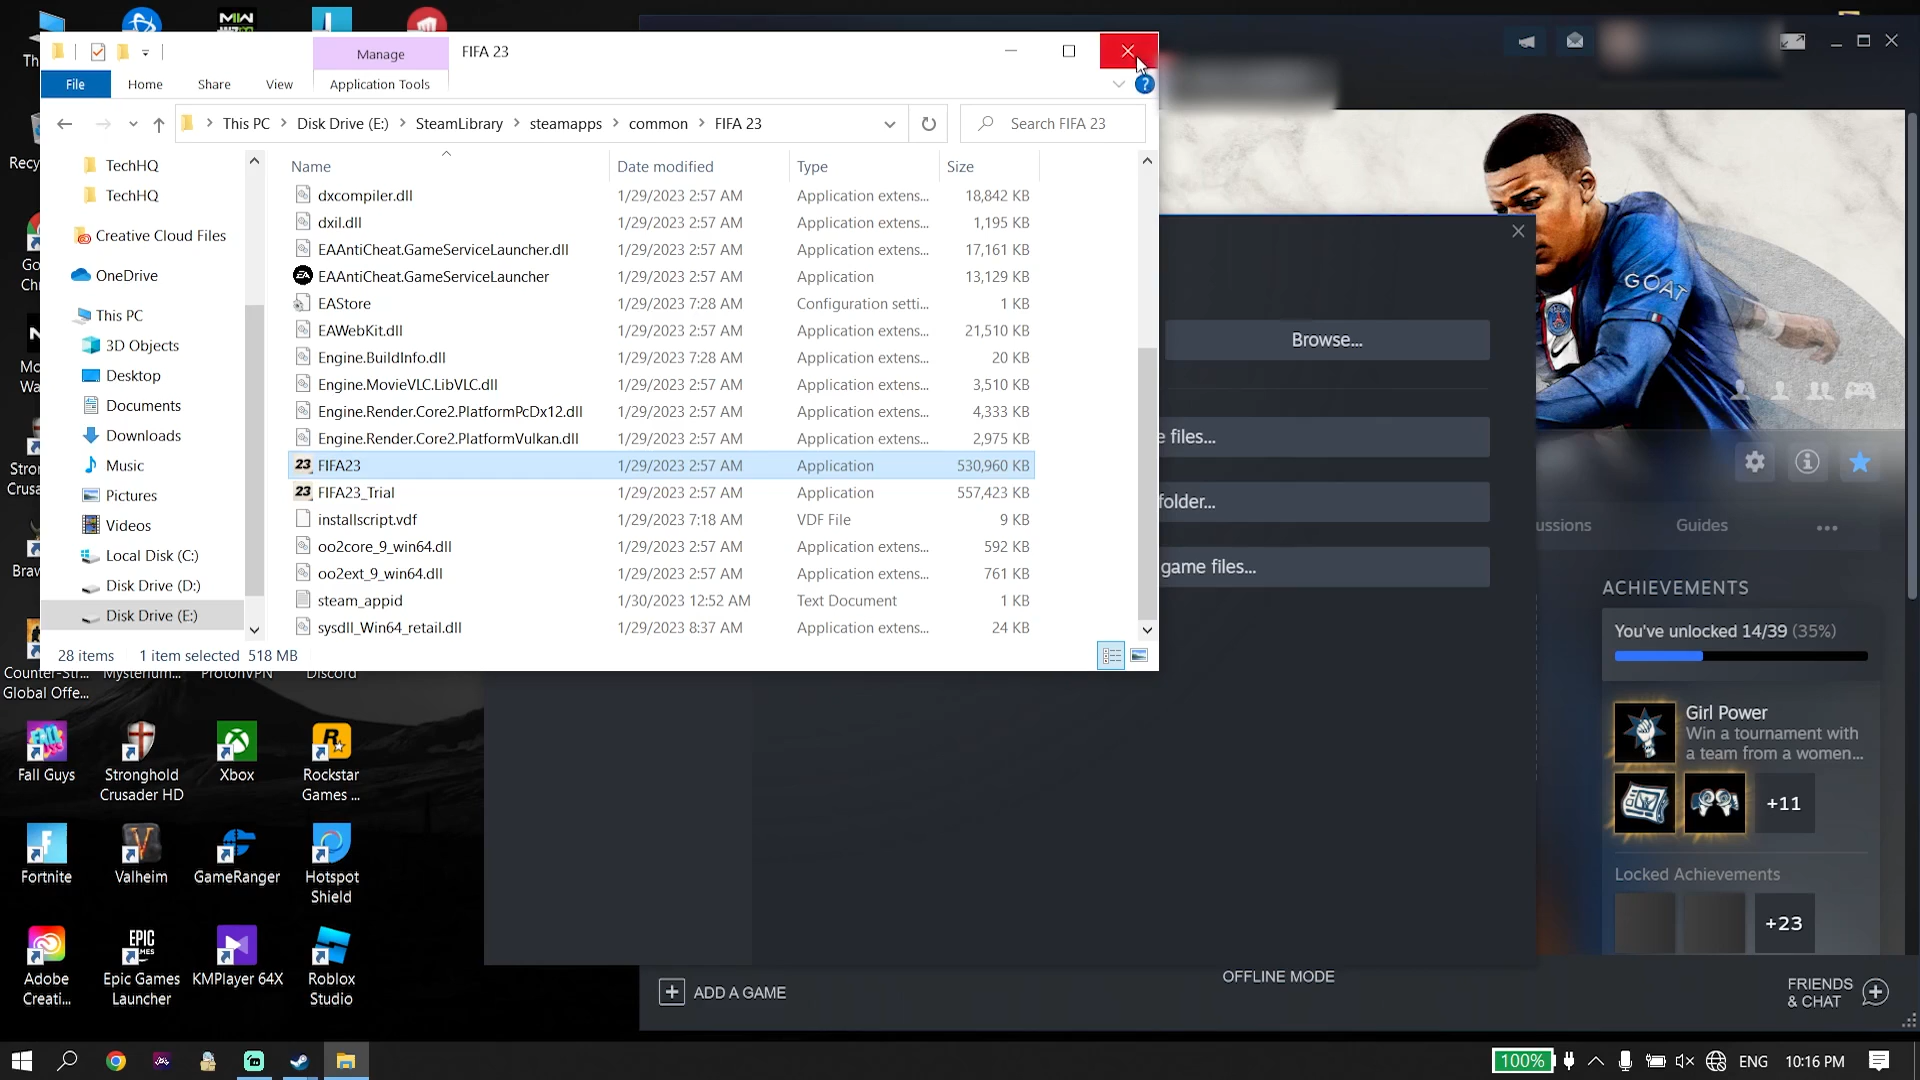 Manage
FIFA 23
File
Home
Share
View
Application Tools
This PC > Disk Drive (E:) > SteamLibrary > steamapps > common > FIFA 23
Search FIFA 23
TechHQ
TechHQ
Creative Cloud Files
OneDrive
This PC
3D Objects
Desktop
Documents
Downloads
Music
Pictures
Videos
Local Disk (C:)
Disk Drive (D:)
Disk Drive (E:)
Name Date modified Type Size
dxcompiler.dll 1/29/2023 2:57 AM Application extens... 18,842 KB
dxil.dll 1/29/2023 2:57 AM Application extens... 1,195 KB
EAAntiCheat.GameServiceLauncher.dll 1/29/2023 2:57 AM Application extens... 17,161 KB
EAAntiCheat.GameServiceLauncher 1/29/2023 2:57 AM Application 13,129 KB
EAStore 1/29/2023 7:28 AM Configuration setti... 1 KB
EAWebKit.dll 1/29/2023 2:57 AM Application extens... 21,510 KB
Engine.BuildInfo.dll 1/29/2023 7:28 AM Application extens... 20 KB
Engine.MovieVLC.LibVLC.dll 1/29/2023 2:57 AM Application extens... 3,510 KB
Engine.Render.Core2.PlatformPcDx12.dll 1/29/2023 2:57 AM Application extens... 4,333 KB
Engine.Render.Core2.PlatformVulkan.dll 1/29/2023 2:57 AM Application extens... 2,975 KB
23 FIFA23 1/29/2023 2:57 AM Application 530,960 KB
23 FIFA23_Trial 1/29/2023 2:57 AM Application 557,423 KB
installscript.vdf 1/29/2023 7:18 AM VDF File 9 KB
oo2core_9_win64.dll 1/29/2023 2:57 AM Application extens... 592 KB
oo2ext_9_win64.dll 1/29/2023 2:57 AM Application extens... 761 KB
steam_appid 1/30/2023 12:52 AM Text Document 1 KB
sysdll_Win64_retail.dll 1/29/2023 8:37 AM Application extens... 24 KB
28 items 1 item selected 518 MB
Browse...
e files...
folder...
game files...
GOAT
ussions
Guides
ACHIEVEMENTS
You've unlocked 14/39 (35%)
Girl Power
Win a tournament with
a team from a women...
+11
Locked Achievements
+23
ADD A GAME
OFFLINE MODE
FRIENDS
& CHAT
MW
Th
Recy
Go
Chr
Mo
Wa
Stro
Crusa
Braw
Counter-Str...
Global Offe...
Mysterium...
ProtonVPN
Discord
Fall Guys
Stronghold
Crusader HD
Xbox
Rockstar
Games ...
Fortnite
Valheim
GameRanger
Hotspot
Shield
Adobe
Creati...
EPIC
GAMES
Epic Games
Launcher
KMPlayer 64X
Roblox
Studio
100%
ENG
10:16 PM